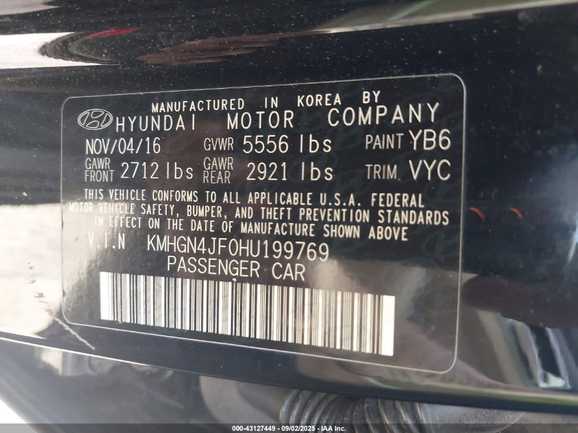 MANUFACTURED IN KOREA BY
HYUNDAI MOTOR COMPANY
NOV/04/16 GVWR 5556 lbs PAINT YB6
GAWR FRONT 2712 lbs GAWR REAR 2921 lbs TRIM. VYC
THIS VEHICLE CONFORMS TO ALL APPLICABLE U.S.A. FEDERAL
MOTOR VEHICLE SAFETY, BUMPER, AND THEFT PREVENTION STANDARDS
IN EFFECT ON THE DATE OF MANUFACTURE SHOWN ABOVE.
V.I.N KMHGN4JF0HU199769
PASSENGER CAR
000-43127449 - 09/02/2025 - IAA Inc.